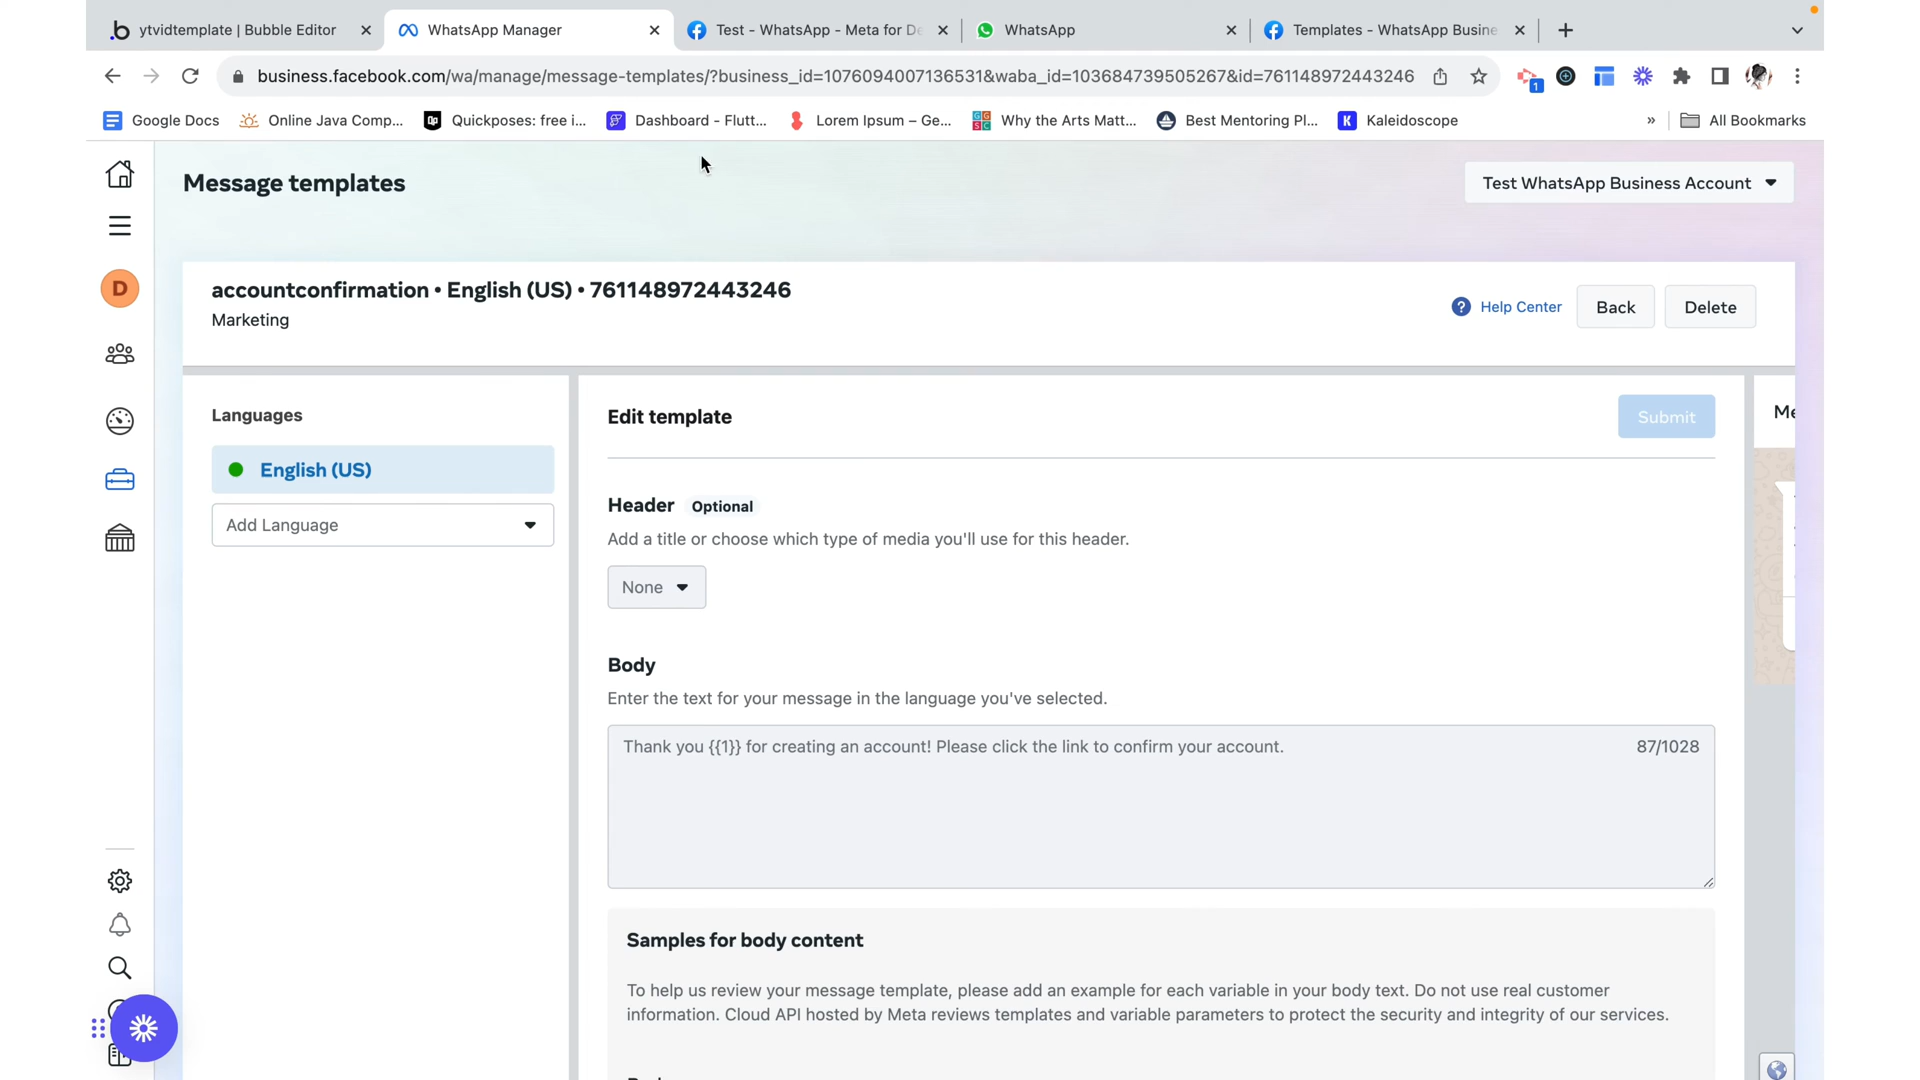 ytvidtemplate | Bubble Editor
WhatsApp Manager
Test - WhatsApp - Meta for De
WhatsApp
Templates - WhatsApp Busine
business.facebook.com/wa/manage/message-templates/?business_id=1076094007136531&waba_id=103684739505267&id=761148972443246
1
Google Docs
Online Java Comp...
Quickposes: free i...
Dashboard - Flutt...
Lorem Ipsum – Ge...
Why the Arts Matt...
Best Mentoring Pl...
Kaleidoscope
»
All Bookmarks
Message templates
Test WhatsApp Business Account
D
accountconfirmation • English (US) • 761148972443246
Marketing
Help Center
Back
Delete
Languages
English (US)
Add Language
Edit template
Submit
Me
Header Optional
Add a title or choose which type of media you'll use for this header.
None
Body
Enter the text for your message in the language you've selected.
Thank you {{1}} for creating an account! Please click the link to confirm your account.
87/1028
Samples for body content
To help us review your message template, please add an example for each variable in your body text. Do not use real customer
information. Cloud API hosted by Meta reviews templates and variable parameters to protect the security and integrity of our services.